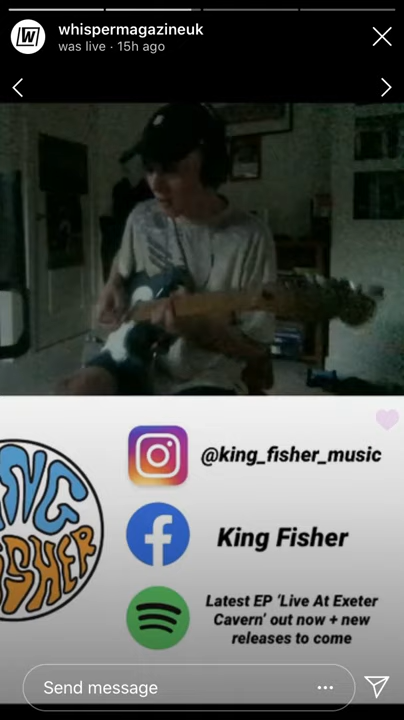 whispermagazineuk
was live · 15h ago
@king_fisher_music
King Fisher
Latest EP 'Live At Exeter
Cavern' out now + new
releases to come
Send message